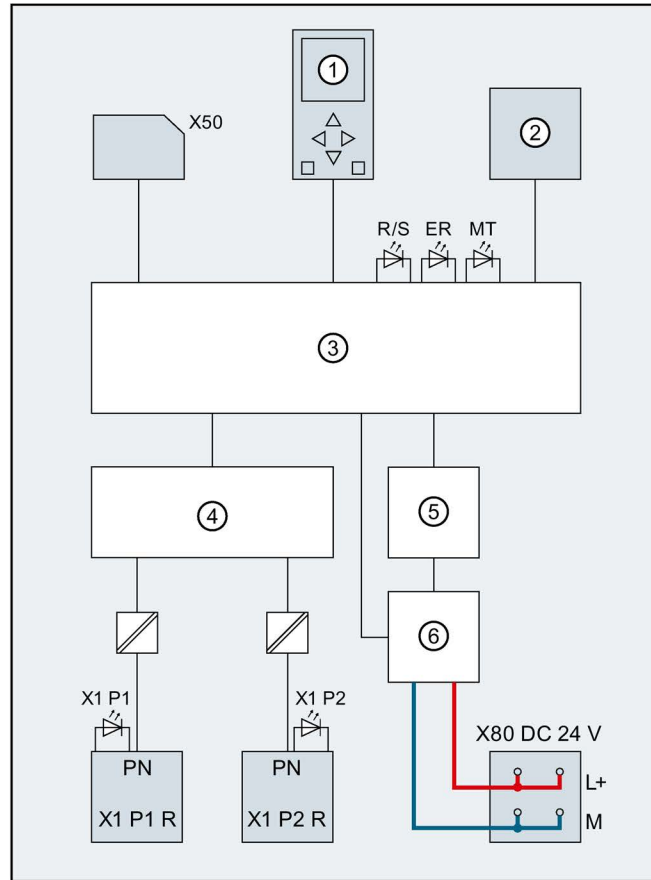 ①
X50
②
R/S ER MT
③
④
⑤
⑥
X1 P1
X1 P2
X80 DC 24 V
PN
PN
L+
X1 P1 R
X1 P2 R
M